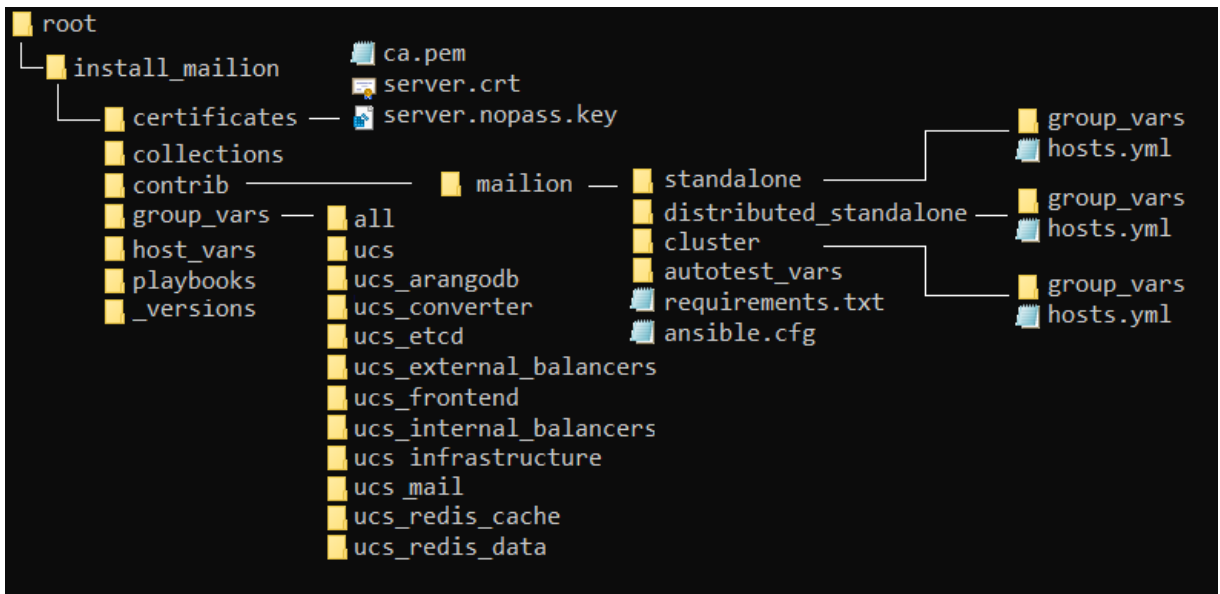 root
install_mailion
certificates
ca.pem
server.crt
server.nopass.key
collections
contrib
mailion
standalone
group_vars
hosts.yml
distributed_standalone
group_vars
hosts.yml
cluster
group_vars
hosts.yml
autotest_vars
requirements.txt
ansible.cfg
group_vars
all
ucs
ucs_arangodb
ucs_converter
ucs_etcd
ucs_external_balancers
ucs_frontend
ucs_internal_balancers
ucs infrastructure
ucs_mail
ucs_redis_cache
ucs_redis_data
host_vars
playbooks
_versions